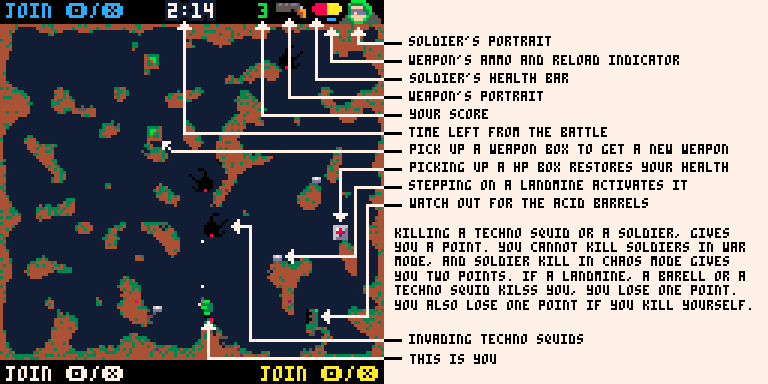 JOIN O/O 2:14 3
SOLDIER'S PORTRAIT
WEAPON'S AMMO AND RELOAD INDICATOR
SOLDIER'S HEALTH BAR
WEAPON'S PORTRAIT
YOUR SCORE
TIME LEFT FROM THE BATTLE
PICK UP A WEAPON BOX TO GET A NEW WEAPON
PICKING UP A HP BOX RESTORES YOUR HEALTH
STEPPING ON A LANDMINE ACTIVATES IT
WATCH OUT FOR THE ACID BARRELS
KILLING A TECHNO SQUID OR A SOLDIER, GIVES
YOU A POINT. YOU CANNOT KILL SOLDIERS IN WAR
MODE, AND SOLDIER KILL IN CHAOS MODE GIVES
YOU TWO POINTS. IF A LANDMINE, A BARELL OR A
TECHNO SQUID KILSS YOU, YOU LOSE ONE POINT.
YOU ALSO LOSE ONE POINT IF YOU KILL YOURSELF.
INVADING TECHNO SQUIDS
THIS IS YOU
JOIN O/O JOIN O/O